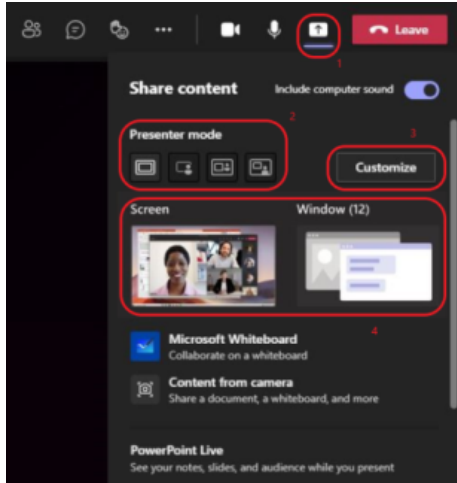 Leave
1
Share content
Include computer sound
2
Presenter mode
3
Customize
Screen
Window (12)
4
Microsoft Whiteboard
Collaborate on a whiteboard
Content from camera
Share a document, a whiteboard, and more
PowerPoint Live
See your notes, slides, and audience while you present